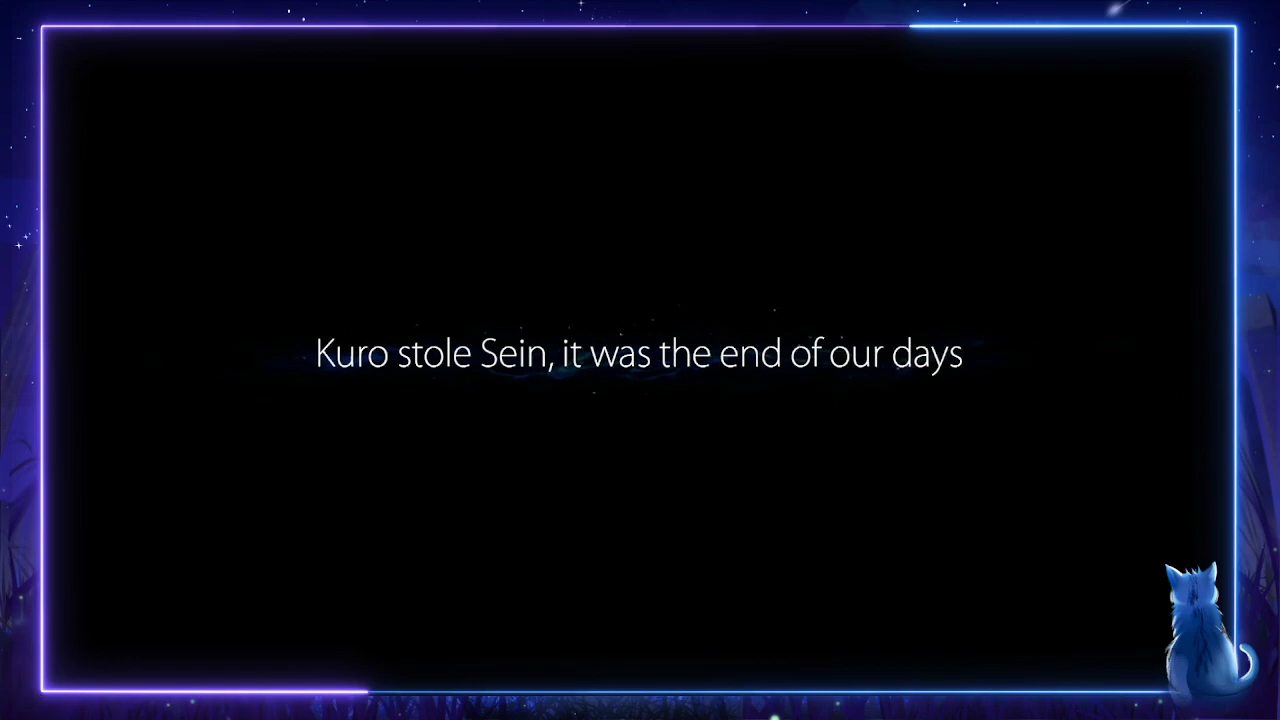 Kuro stole Sein, it was the end of our days